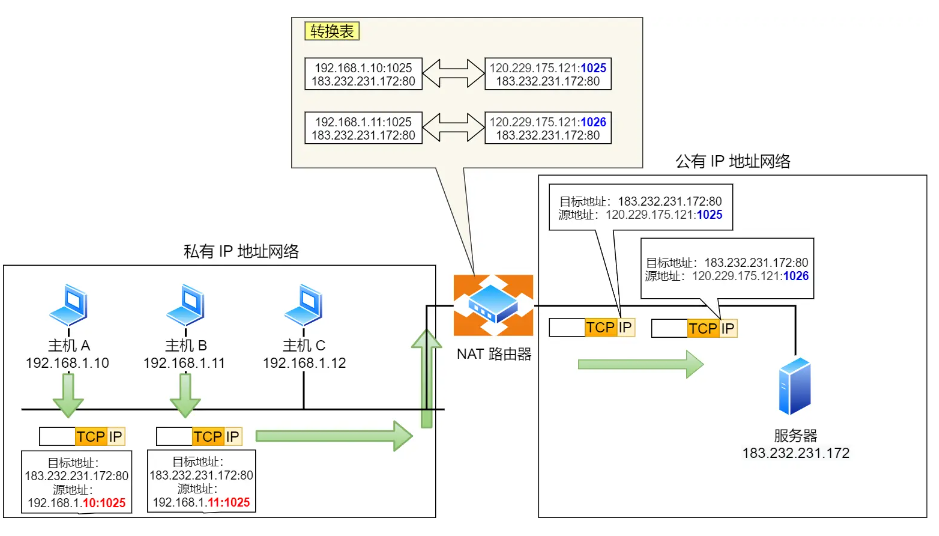 转换表
192.168.1.10:1025
183.232.231.172:80
120.229.175.121:1025
183.232.231.172:80
192.168.1.11:1025
183.232.231.172:80
120.229.175.121:1026
183.232.231.172:80
公有 IP 地址网络
目标地址：183.232.231.172:80
源地址：120.229.175.121:1025
目标地址：183.232.231.172:80
源地址：120.229.175.121:1026
私有 IP 地址网络
主机 A
192.168.1.10
主机 B
192.168.1.11
主机 C
192.168.1.12
NAT 路由器
TCP IP
TCP IP
服务器
183.232.231.172
TCP IP
TCP IP
目标地址：
183.232.231.172:80
源地址：
192.168.1.10:1025
目标地址：
183.232.231.172:80
源地址：
192.168.1.11:1025